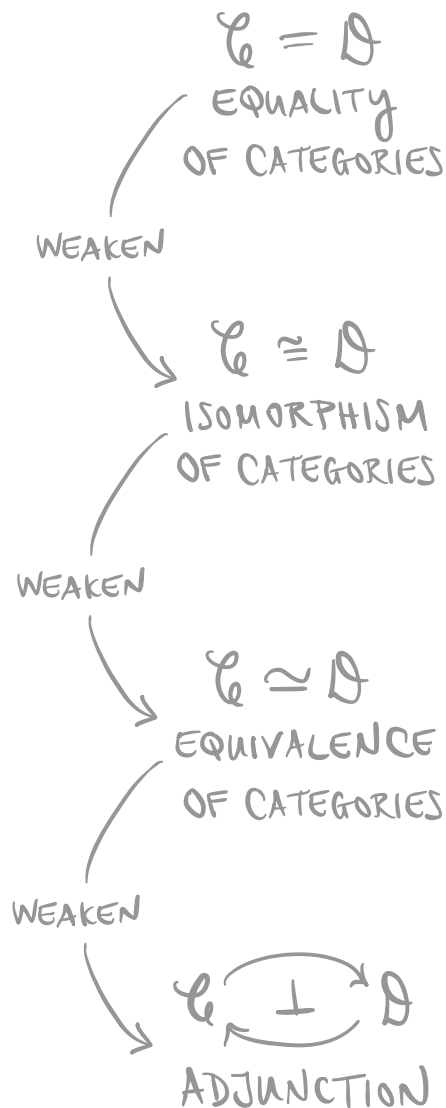 𝒞 = 𝒟
EQUALITY
OF CATEGORIES
WEAKEN
𝒞 ≅ 𝒟
ISOMORPHISM
OF CATEGORIES
WEAKEN
𝒞 ≃ 𝒟
EQUIVALENCE
OF CATEGORIES
WEAKEN
𝒞 ⊥ 𝒟
ADJUNCTION